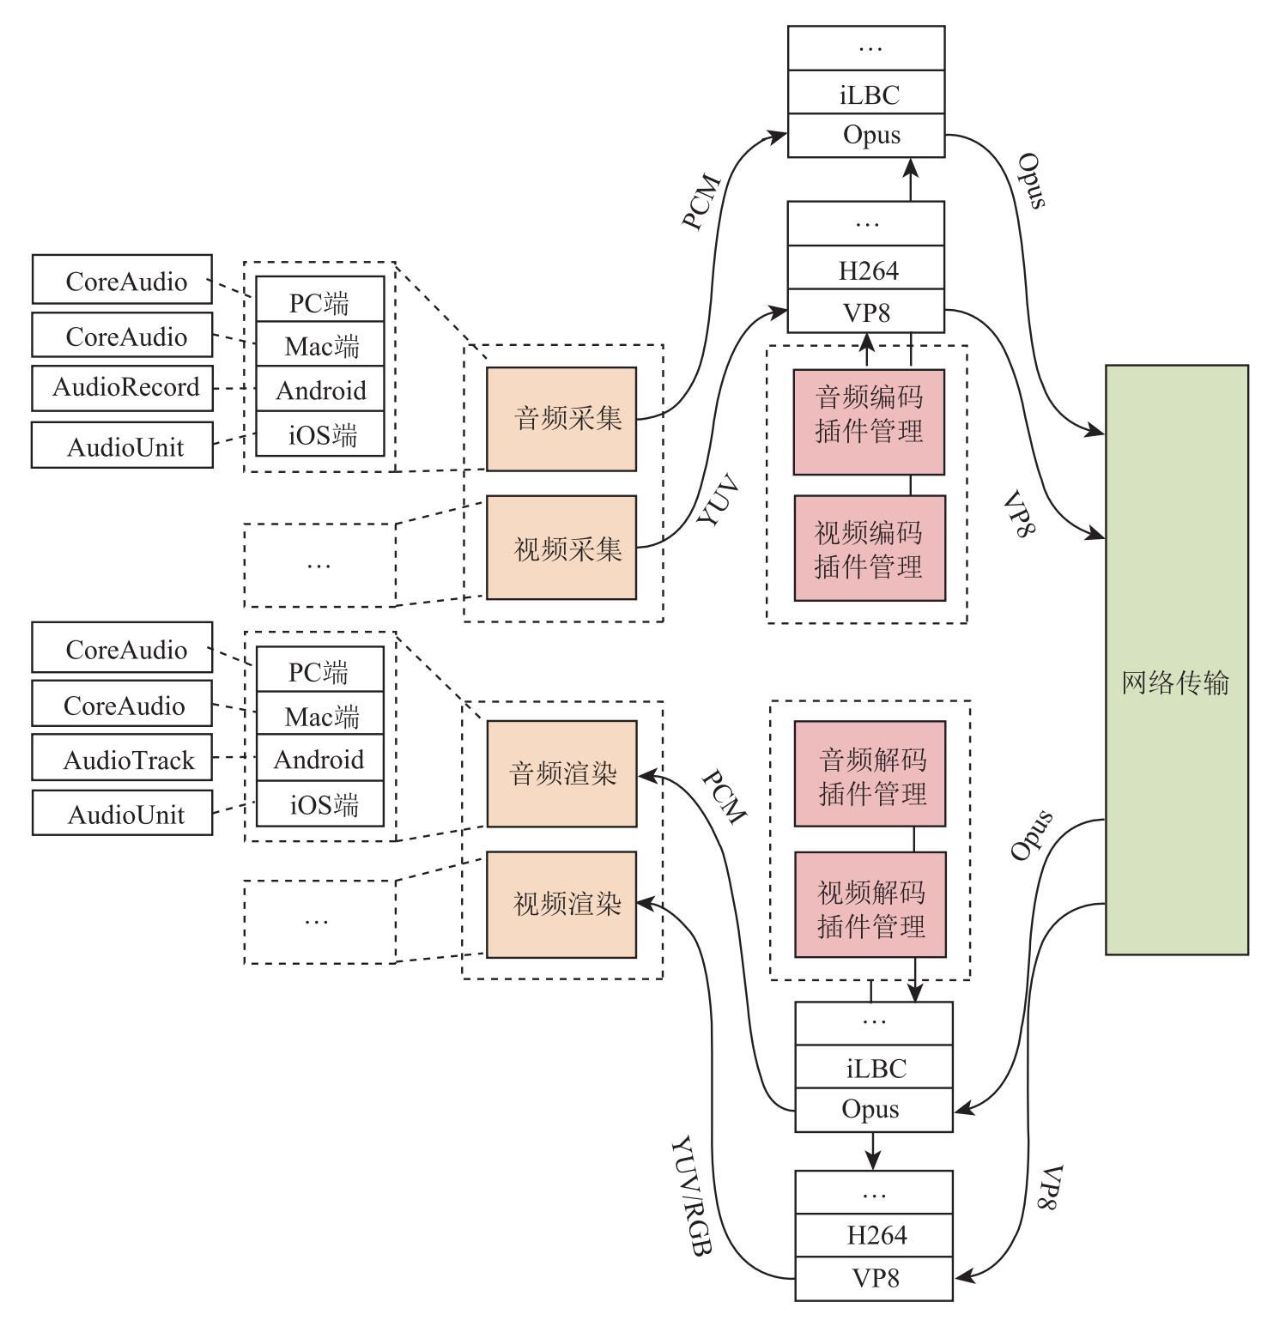 …
iLBC
Opus
PCM
Opus
…
H264
VP8
CoreAudio
CoreAudio
AudioRecord
AudioUnit
PC端
Mac端
Android
iOS端
音频采集
音频编码
插件管理
YUV
VP8
…
视频采集
视频编码
插件管理
网络传输
CoreAudio
CoreAudio
AudioTrack
AudioUnit
PC端
Mac端
Android
iOS端
音频渲染
PCM
音频解码
插件管理
Opus
…
视频渲染
视频解码
插件管理
…
iLBC
Opus
YUV/RGB
VP8
…
H264
VP8